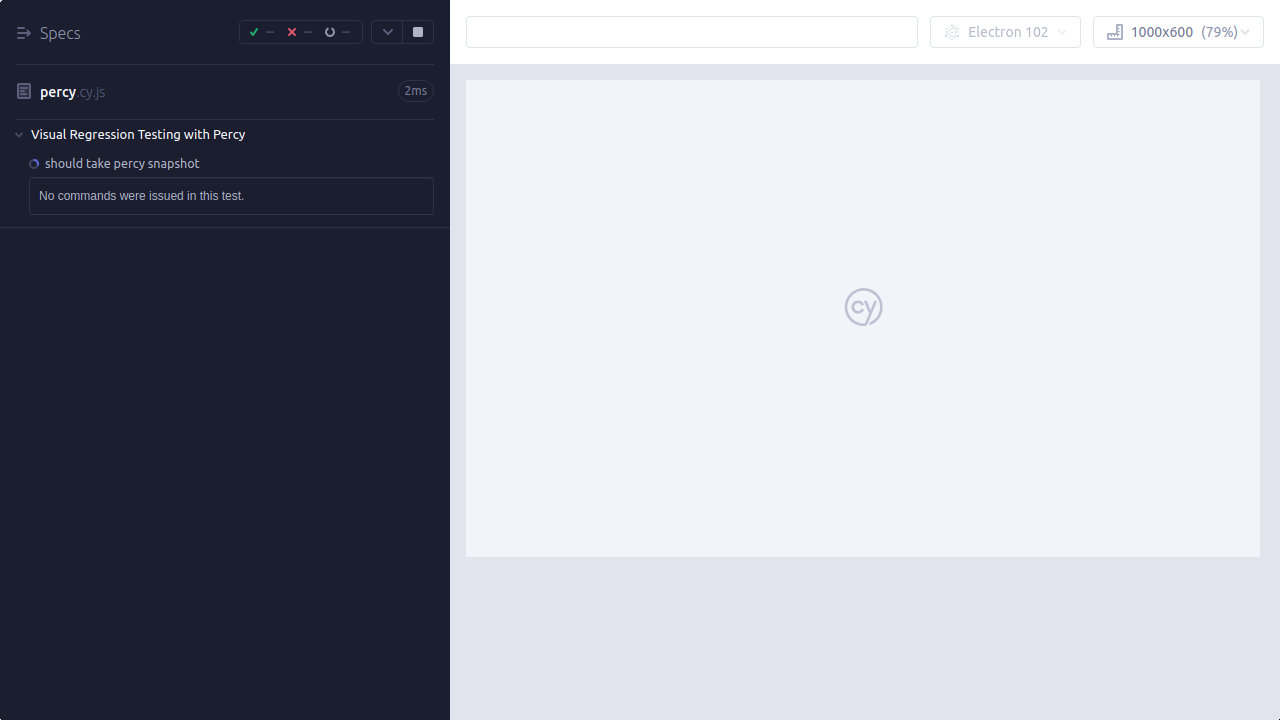 Specs
--
--
--
Electron 102
1000x600 (79%)
percy.cy.js
2ms
Visual Regression Testing with Percy
should take percy snapshot
No commands were issued in this test.
cy